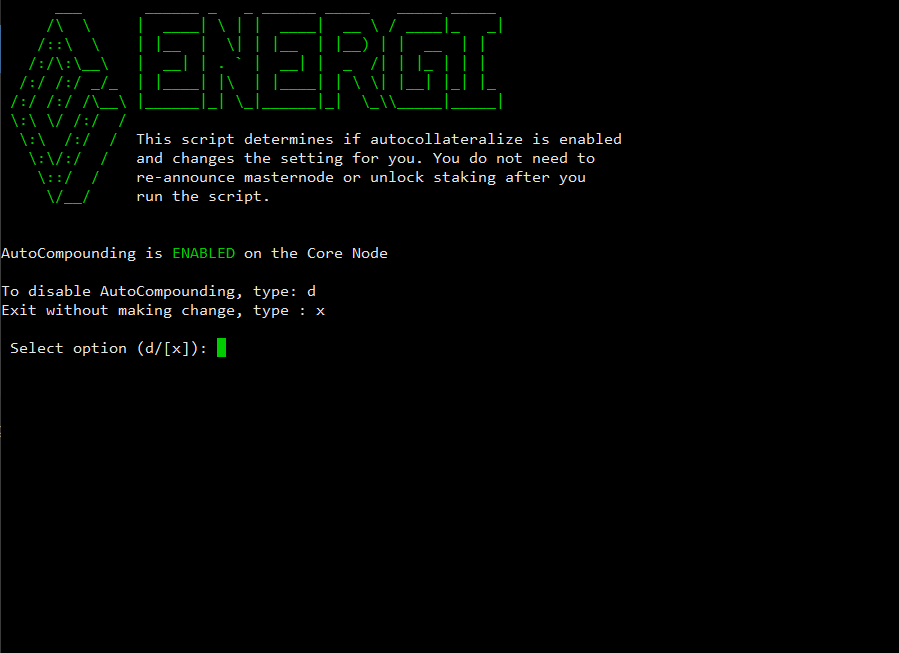 ENERGI
This script determines if autocollateralize is enabled
and changes the setting for you. You do not need to
re-announce masternode or unlock staking after you
run the script.
AutoCompounding is ENABLED on the Core Node
To disable AutoCompounding, type: d
Exit without making change, type : x
Select option (d/[x]):